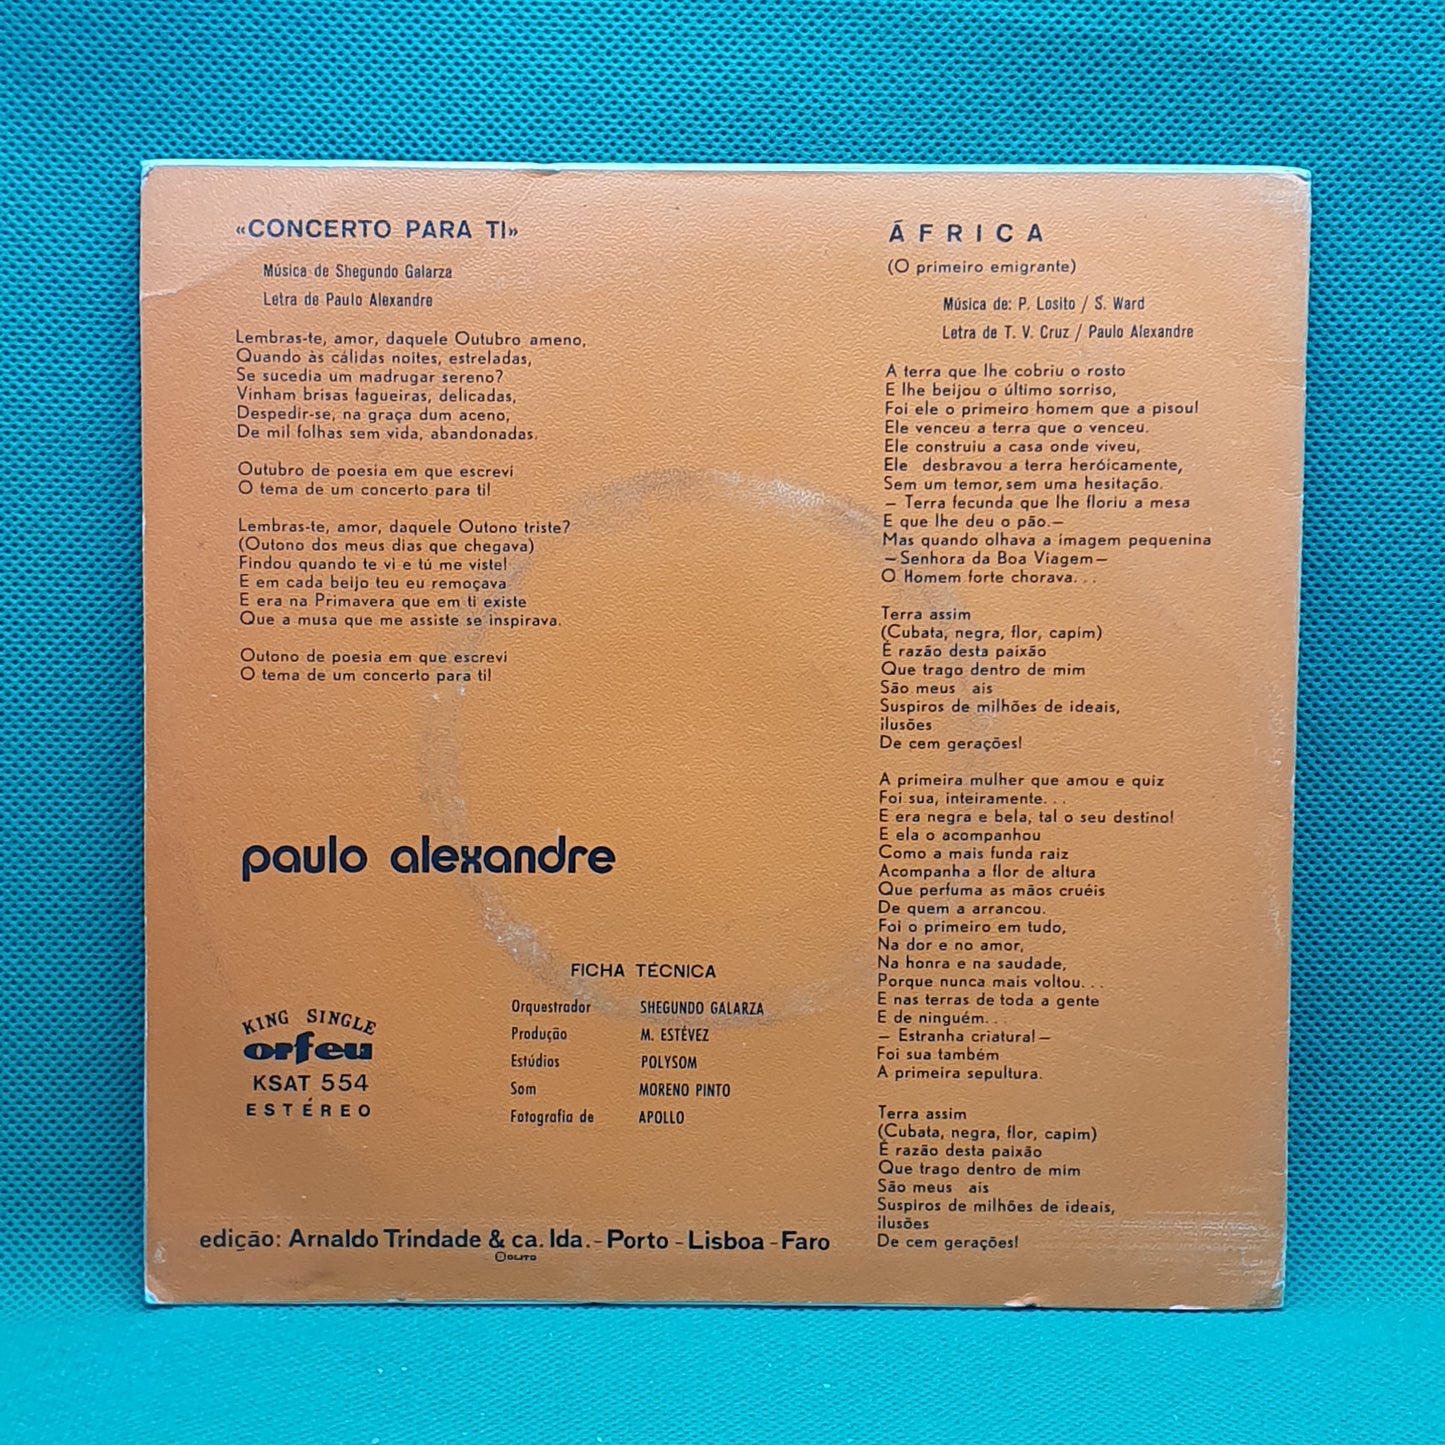 «CONCERTO PARA TI»
Música de Shegundo Galarza
Letra de Paulo Alexandre
Lembras-te, amor, daquele Outubro ameno,
Quando às cálidas noites, estreladas,
Se sucedia um madrugar sereno?
Vinham brisas fagueiras, delicadas,
Despedir-se, na graça dum aceno,
De mil folhas sem vida, abandonadas.
Outubro de poesia em que escrevi
O tema de um concerto para ti!
Lembras-te, amor, daquele Outono triste?
(Outono dos meus dias que chegava)
Findou quando te vi e tú me viste!
E em cada beijo teu eu remoçava
E era na Primavera que em ti existe
Que a musa que me assiste se inspirava.
Outono de poesia em que escrevi
O tema de um concerto para ti!
paulo alexandre
FICHA TÉCNICA
Orquestrador SHEGUNDO GALARZA
Produção M. ESTÉVEZ
Estúdios POLYSOM
Som MORENO PINTO
Fotografia de APOLLO
KING SINGLE
orfeu
KSAT 554
ESTÉREO
edição: Arnaldo Trindade & ca. lda. - Porto - Lisboa - Faro
BOLITO
ÁFRICA
(O primeiro emigrante)
Música de: P. Losito / S. Ward
Letra de T. V. Cruz / Paulo Alexandre
A terra que lhe cobriu o rosto
E lhe beijou o último sorriso,
Foi ele o primeiro homem que a pisou!
Ele venceu a terra que o venceu.
Ele construiu a casa onde viveu,
Ele desbravou a terra heróicamente,
Sem um temor, sem uma hesitação.
— Terra fecunda que lhe floriu a mesa
E que lhe deu o pão.—
Mas quando olhava a imagem pequenina
—Senhora da Boa Viagem—
O Homem forte chorava. . .
Terra assim
(Cubata, negra, flor, capim)
É razão desta paixão
Que trago dentro de mim
São meus ais
Suspiros de milhões de ideais,
ilusões
De cem gerações!
A primeira mulher que amou e quiz
Foi sua, inteiramente. . .
E era negra e bela, tal o seu destino!
E ela o acompanhou
Como a mais funda raiz
Acompanha a flor de altura
Que perfuma as mãos cruéis
De quem a arrancou.
Foi o primeiro em tudo,
Na dor e no amor,
Na honra e na saudade,
Porque nunca mais voltou. . .
E nas terras de toda a gente
E de ninguém. . .
— Estranha criatura!—
Foi sua também
A primeira sepultura.
Terra assim
(Cubata, negra, flor, capim)
É razão desta paixão
Que trago dentro de mim
São meus ais
Suspiros de milhões de ideais,
ilusões
De cem gerações!